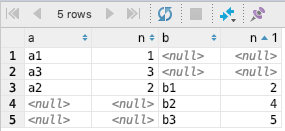 5 rows
a n b n 1
1 a1 1 <null> <null>
2 a3 3 <null> <null>
3 a2 2 b1 2
4 <null> <null> b2 4
5 <null> <null> b3 5